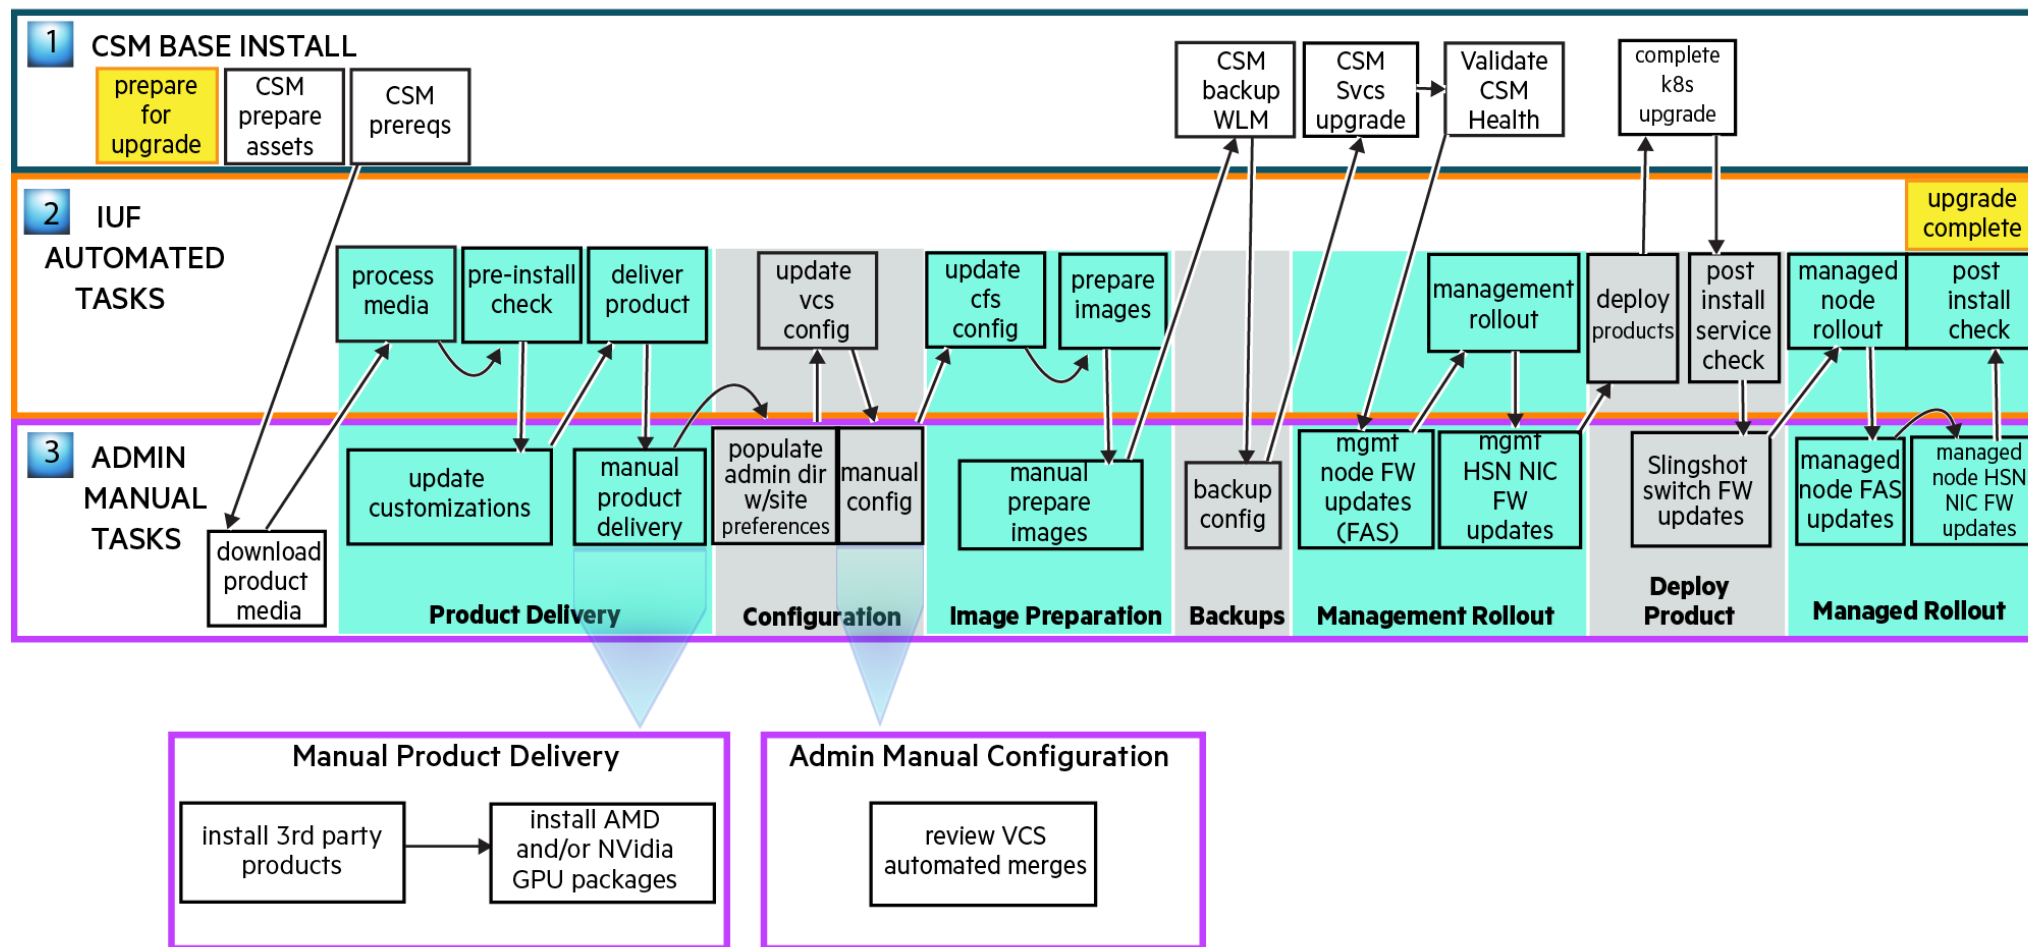 1
CSM BASE INSTALL
prepare
for
upgrade
CSM
prepare
assets
CSM
prereqs
CSM
backup
WLM
CSM
Svcs
upgrade
Validate
CSM
Health
complete
k8s
upgrade
2
IUF
AUTOMATED
TASKS
process
media
pre-install
check
deliver
product
update
vcs
config
update
cfs
config
prepare
images
management
rollout
deploy
products
post
install
service
check
managed
node
rollout
upgrade
complete
post
install
check
3
ADMIN
MANUAL
TASKS
download
product
media
update
customizations
manual
product
delivery
populate
admin dir
w/site
preferences
manual
config
manual
prepare
images
backup
config
mgmt
node FW
updates
(FAS)
mgmt
HSN NIC
FW
updates
Slingshot
switch FW
updates
managed
node FAS
updates
managed
node HSN
NIC FW
updates
Product Delivery
Configuration
Image Preparation
Backups
Management Rollout
Deploy
Product
Managed Rollout
Manual Product Delivery
install 3rd party
products
install AMD
and/or NVidia
GPU packages
Admin Manual Configuration
review VCS
automated merges